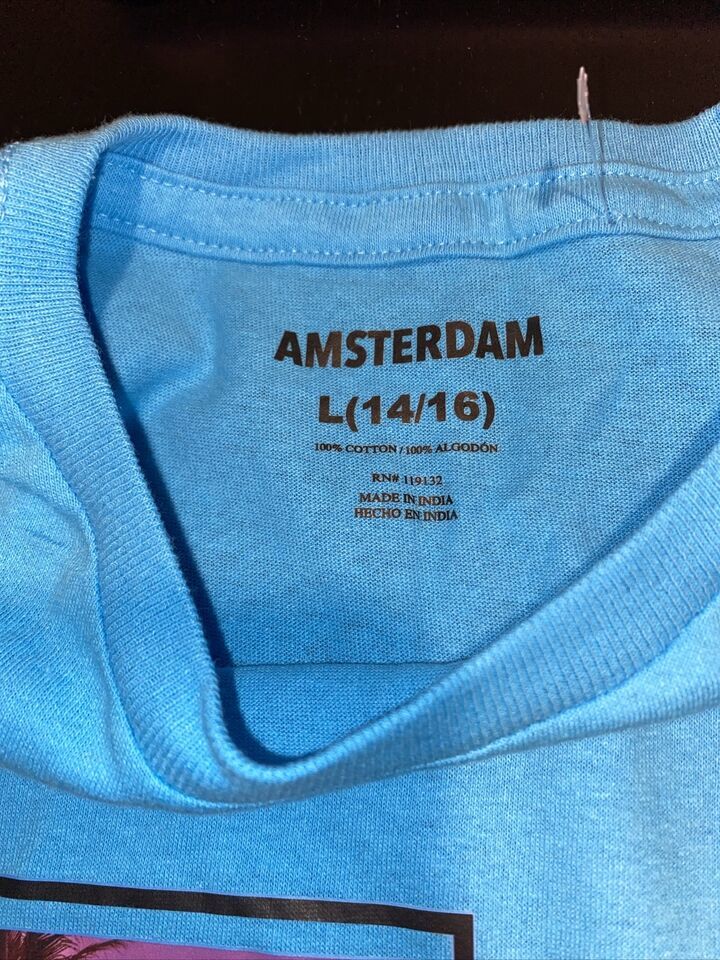 AMSTERDAM
L(14/16)
100% COTTON / 100% ALGODÓN
RN# 119132
MADE IN INDIA
HECHO EN INDIA